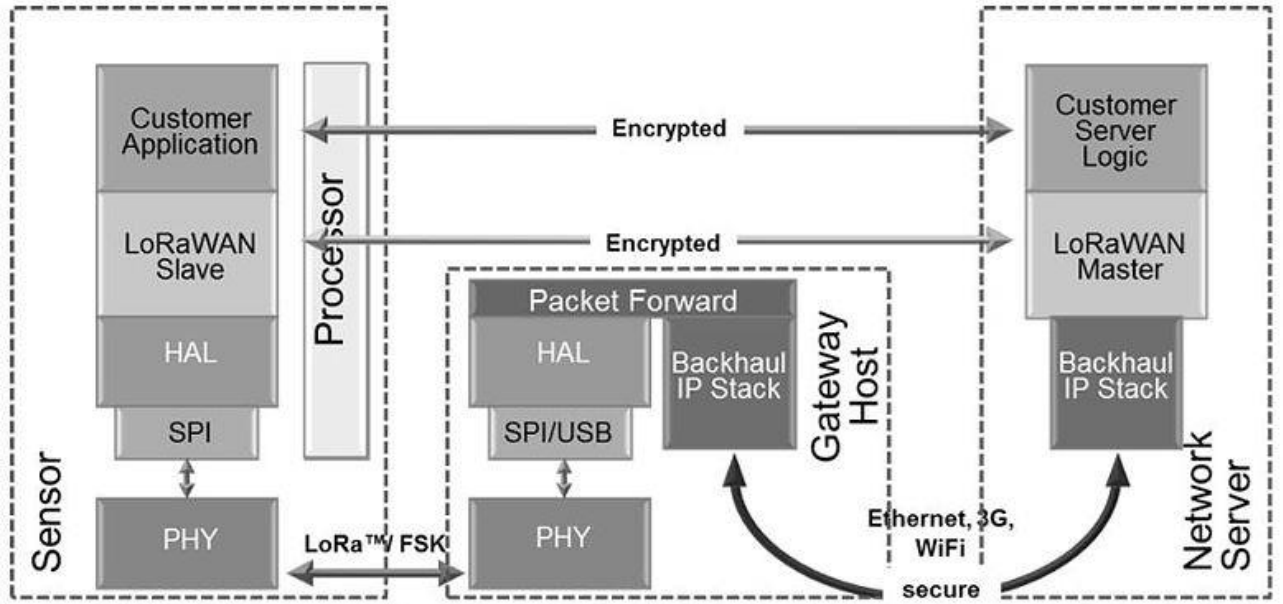 Customer
Application
LoRaWAN
Slave
HAL
SPI
PHY
Processor
Sensor
Encrypted
Encrypted
LoRa™/ FSK
Packet Forward
HAL
SPI/USB
PHY
Backhaul
IP Stack
Gateway
Host
Ethernet, 3G,
WiFi
secure
Customer
Server
Logic
LoRaWAN
Master
Backhaul
IP Stack
Network
Server